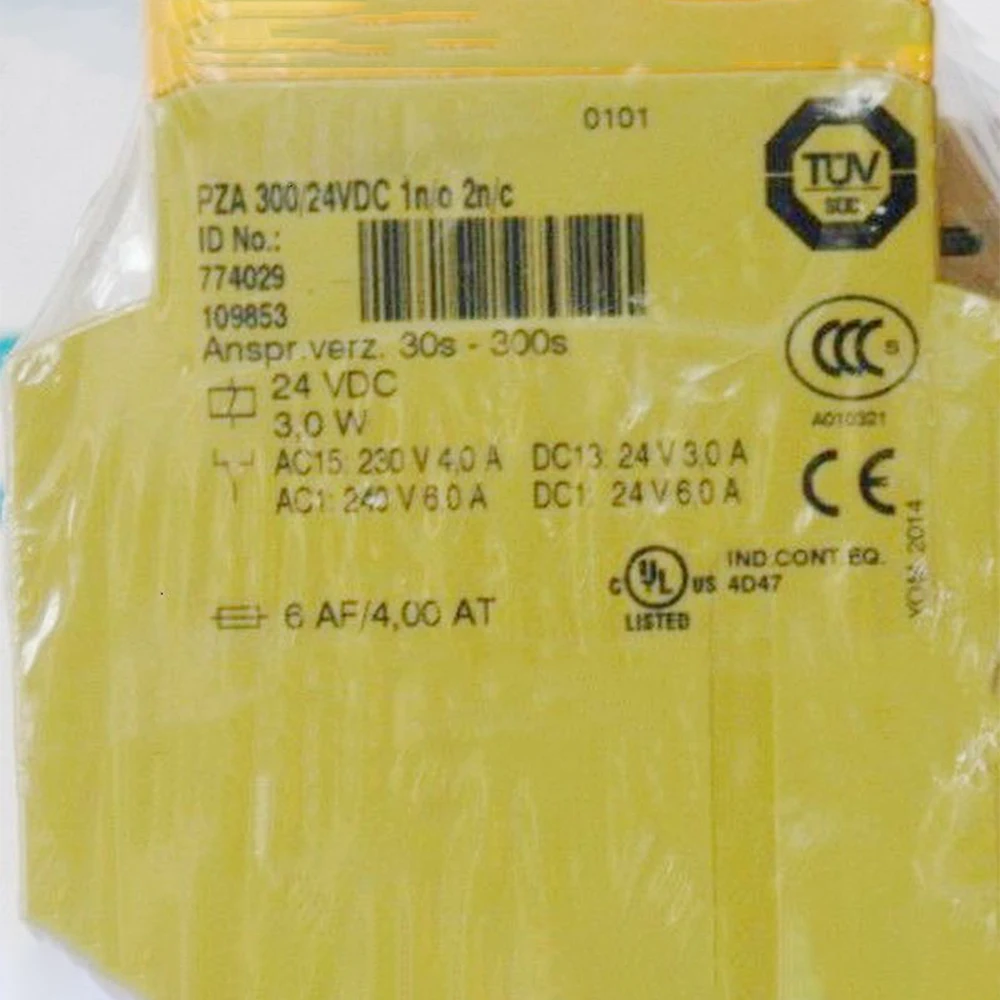 0101
PZA 300/24VDC 1n/o 2n/c
ID No.:
774029
109853
Anspr.verz. 30s - 300s
24 VDC
3,0 W
AC15: 230 V 4,0 A DC13: 24 V 3,0 A
AC1: 240 V 6,0 A DC1: 24 V 6,0 A
6 AF/4,00 AT
TÜV
CCC S
A010321
CE
C UL US
LISTED
IND.CONT.EQ.
4D47
2014